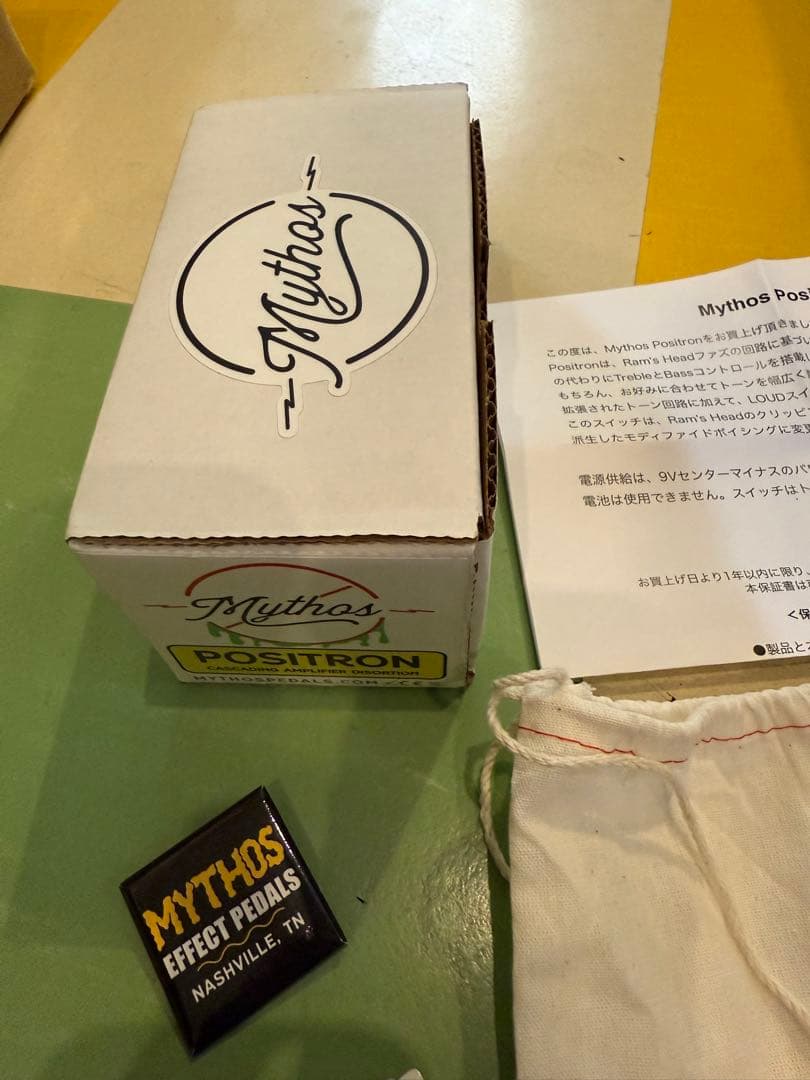 Mythos
Mythos Posi
この度は、Mythos Positronをお買上げ頂きまし
Positronは、Ram's Headファズの回路に基づい
の代わりにTrebleとBassコントロールを搭載し
もちろん、お好みに合わせてトーンを幅広く
拡張されたトーン回路に加えて、LOUDスイ
このスイッチは、Ram's Headのクリッピ
派生したモディファイドボイシングに変更
電源供給は、9Vセンターマイナスのパ
電池は使用できません。スイッチはト
お買上げ日より1年以内に限り、
本保証書は
<保
●製品と
Mythos
POSITRON
CASCADING AMPLIFIER DISTORTION
MYTHOSPEDALS.COM
MYTHOS
EFFECT PEDALS
NASHVILLE, TN